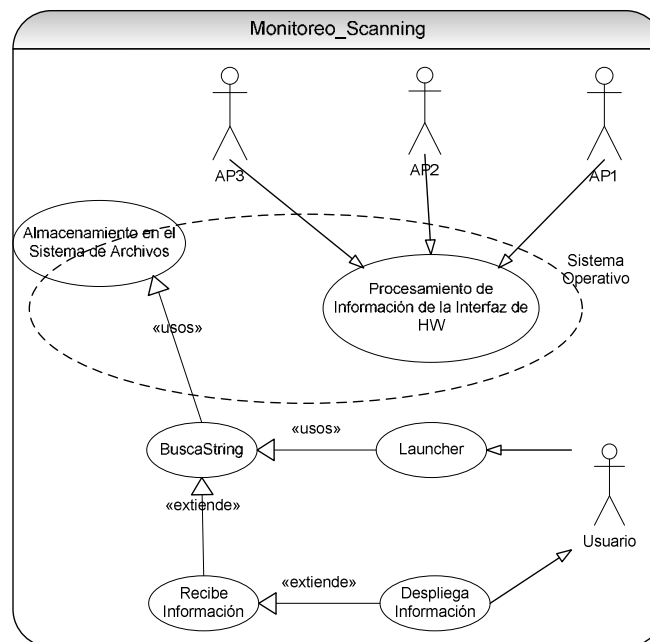 Monitoreo_Scanning
AP3
AP2
AP1
Almacenamiento en el
Sistema de Archivos
Sistema
Operativo
Procesamiento de
Información de la Interfaz de
HW
«usos»
«usos»
BuscaString
Launcher
Usuario
«extiende»
«extiende»
Recibe
Información
Despliega
Información